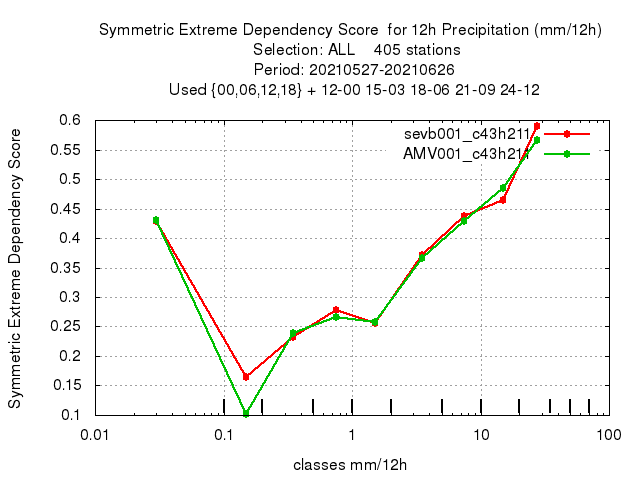 Symmetric Extreme Dependency Score for 12h Precipitation (mm/12h)
Selection: ALL 405 stations
Period: 20210527-20210626
Used {00,06,12,18} + 12-00 15-03 18-06 21-09 24-12
Symmetric Extreme Dependency Score
0.6
0.55
0.5
0.45
0.4
0.35
0.3
0.25
0.2
0.15
0.1
sevb001_c43h211
AMV001_c43h211
0.01 0.1 1 10 100
classes mm/12h